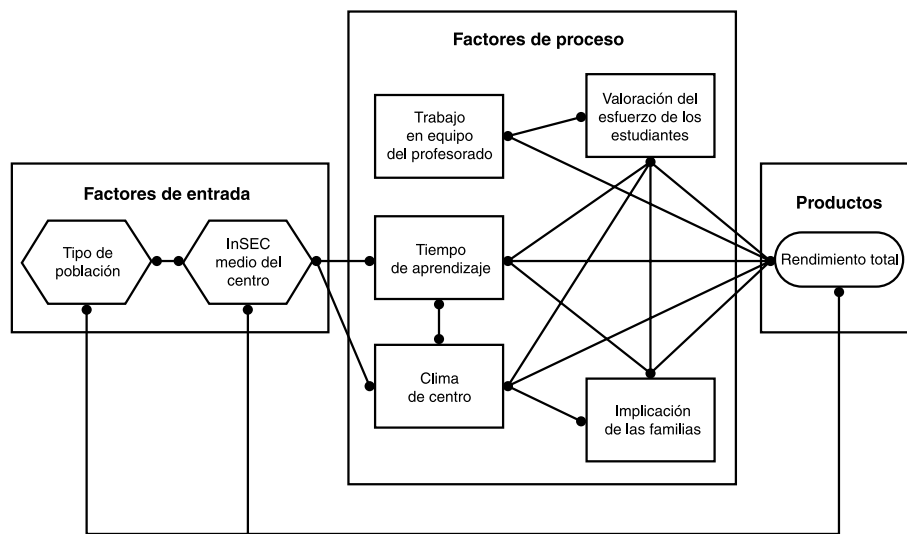 Factores de proceso
Trabajo
en equipo
del profesorado
Valoración del
esfuerzo de los
estudiantes
Factores de entrada
Tipo de
población
InSEC
medio del
centro
Tiempo
de aprendizaje
Productos
Rendimiento total
Clima
de centro
Implicación
de las familias